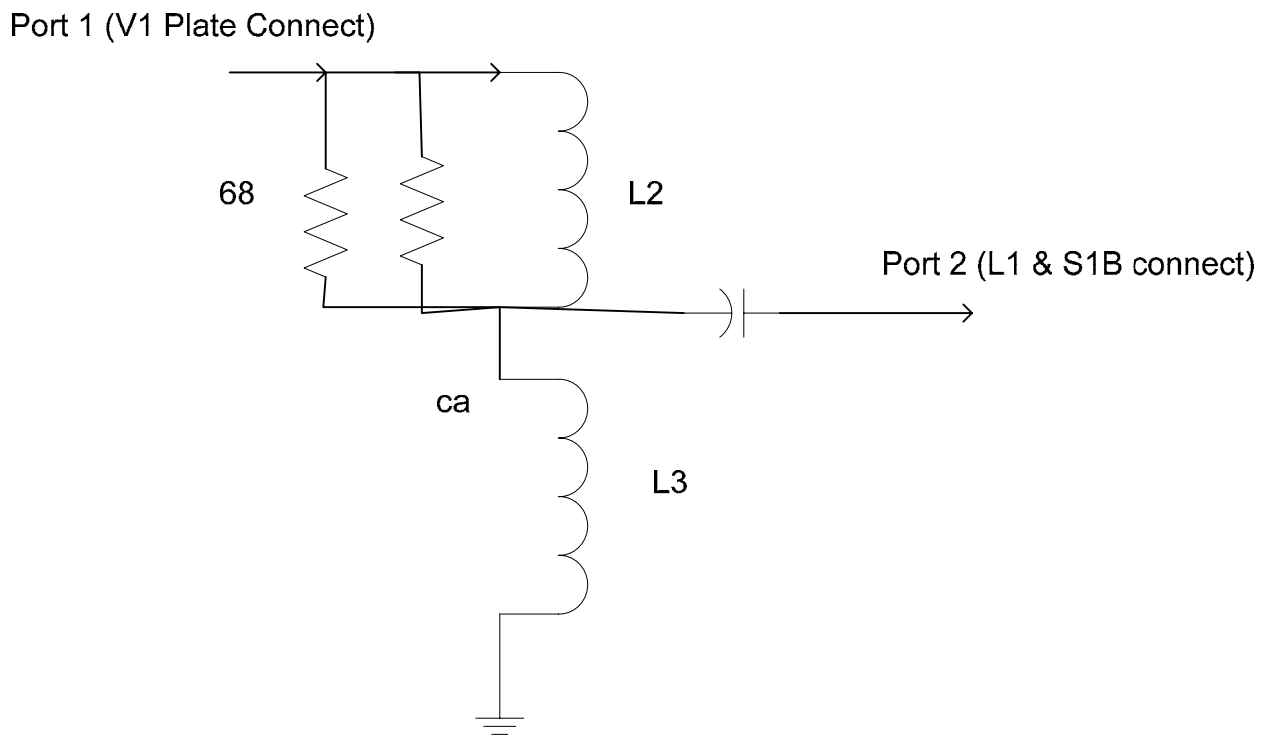 Port 1 (V1 Plate Connect)
68
L2
Port 2 (L1 & S1B connect)
ca
L3